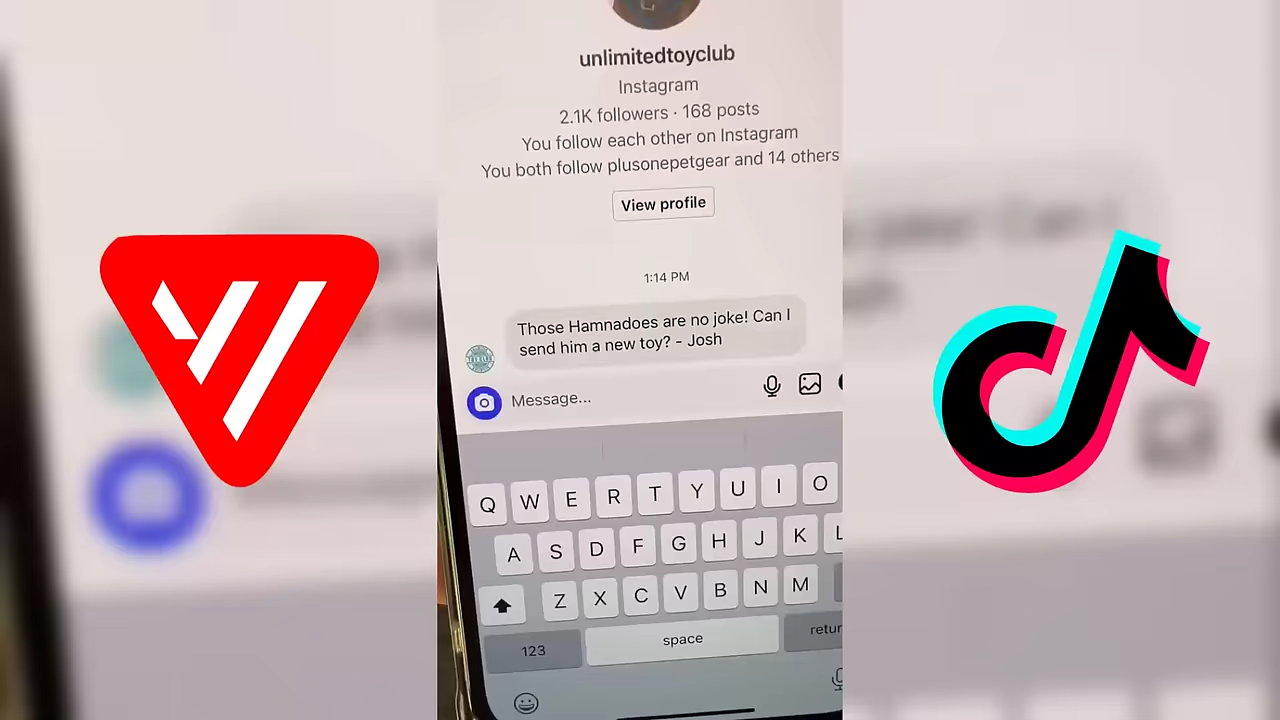 unlimitedtoyclub
Instagram
2.1K followers · 168 posts
You follow each other on Instagram
You both follow plusonepetgear and 14 others
View profile
1:14 PM
Those Hamnadoes are no joke! Can I
send him a new toy? - Josh
Message...
Q W E R T Y U I O
A S D F G H J K L
Z X C V B N M
123 space